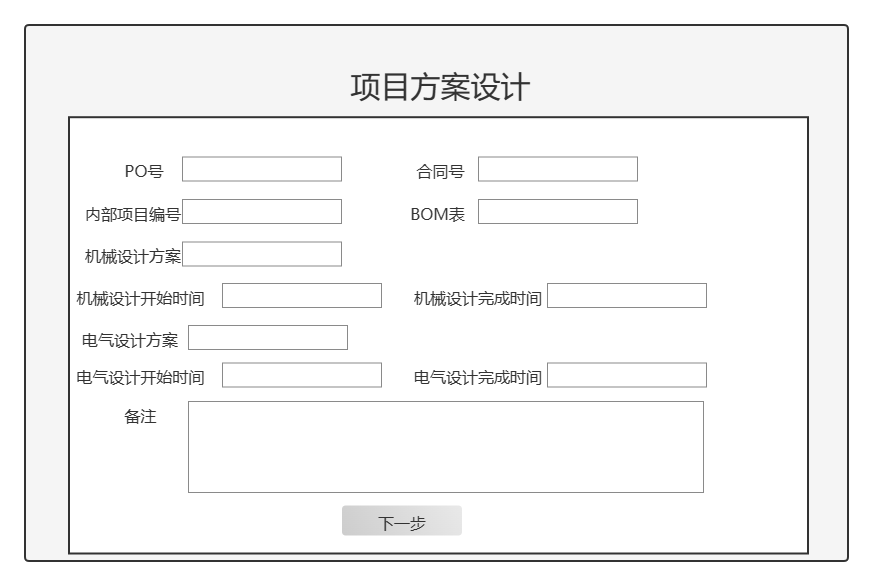 项目方案设计
PO号 合同号
内部项目编号 BOM表
机械设计方案
机械设计开始时间 机械设计完成时间
电气设计方案
电气设计开始时间 电气设计完成时间
备注
下一步